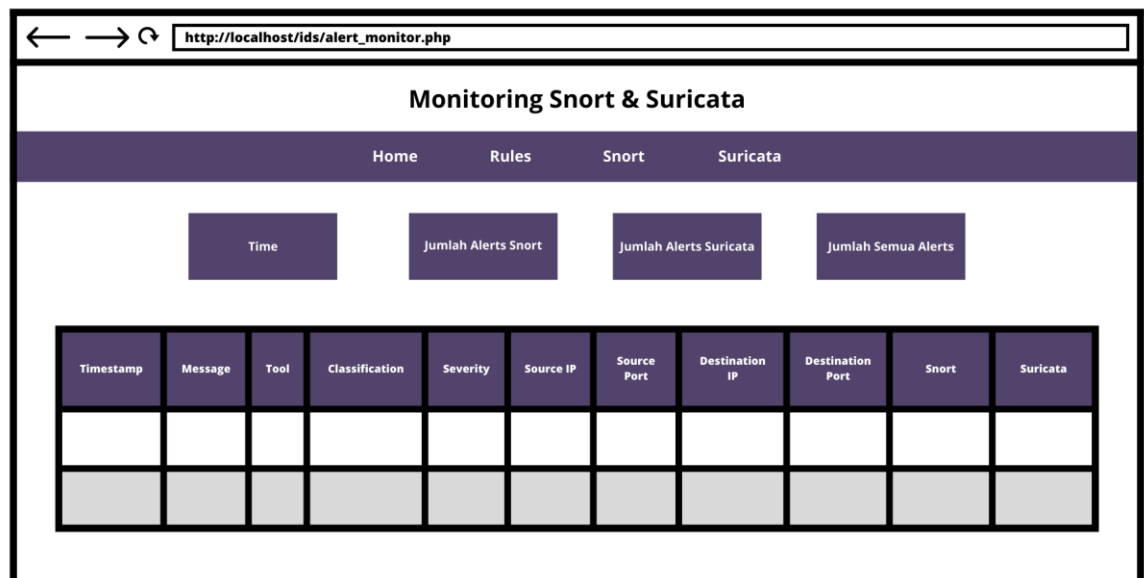 http://localhost/ids/alert_monitor.php
Monitoring Snort & Suricata
Home Rules Snort Suricata
Time Jumlah Alerts Snort Jumlah Alerts Suricata Jumlah Semua Alerts
Timestamp Message Tool Classification Severity Source IP Source Port Destination IP Destination Port Snort Suricata